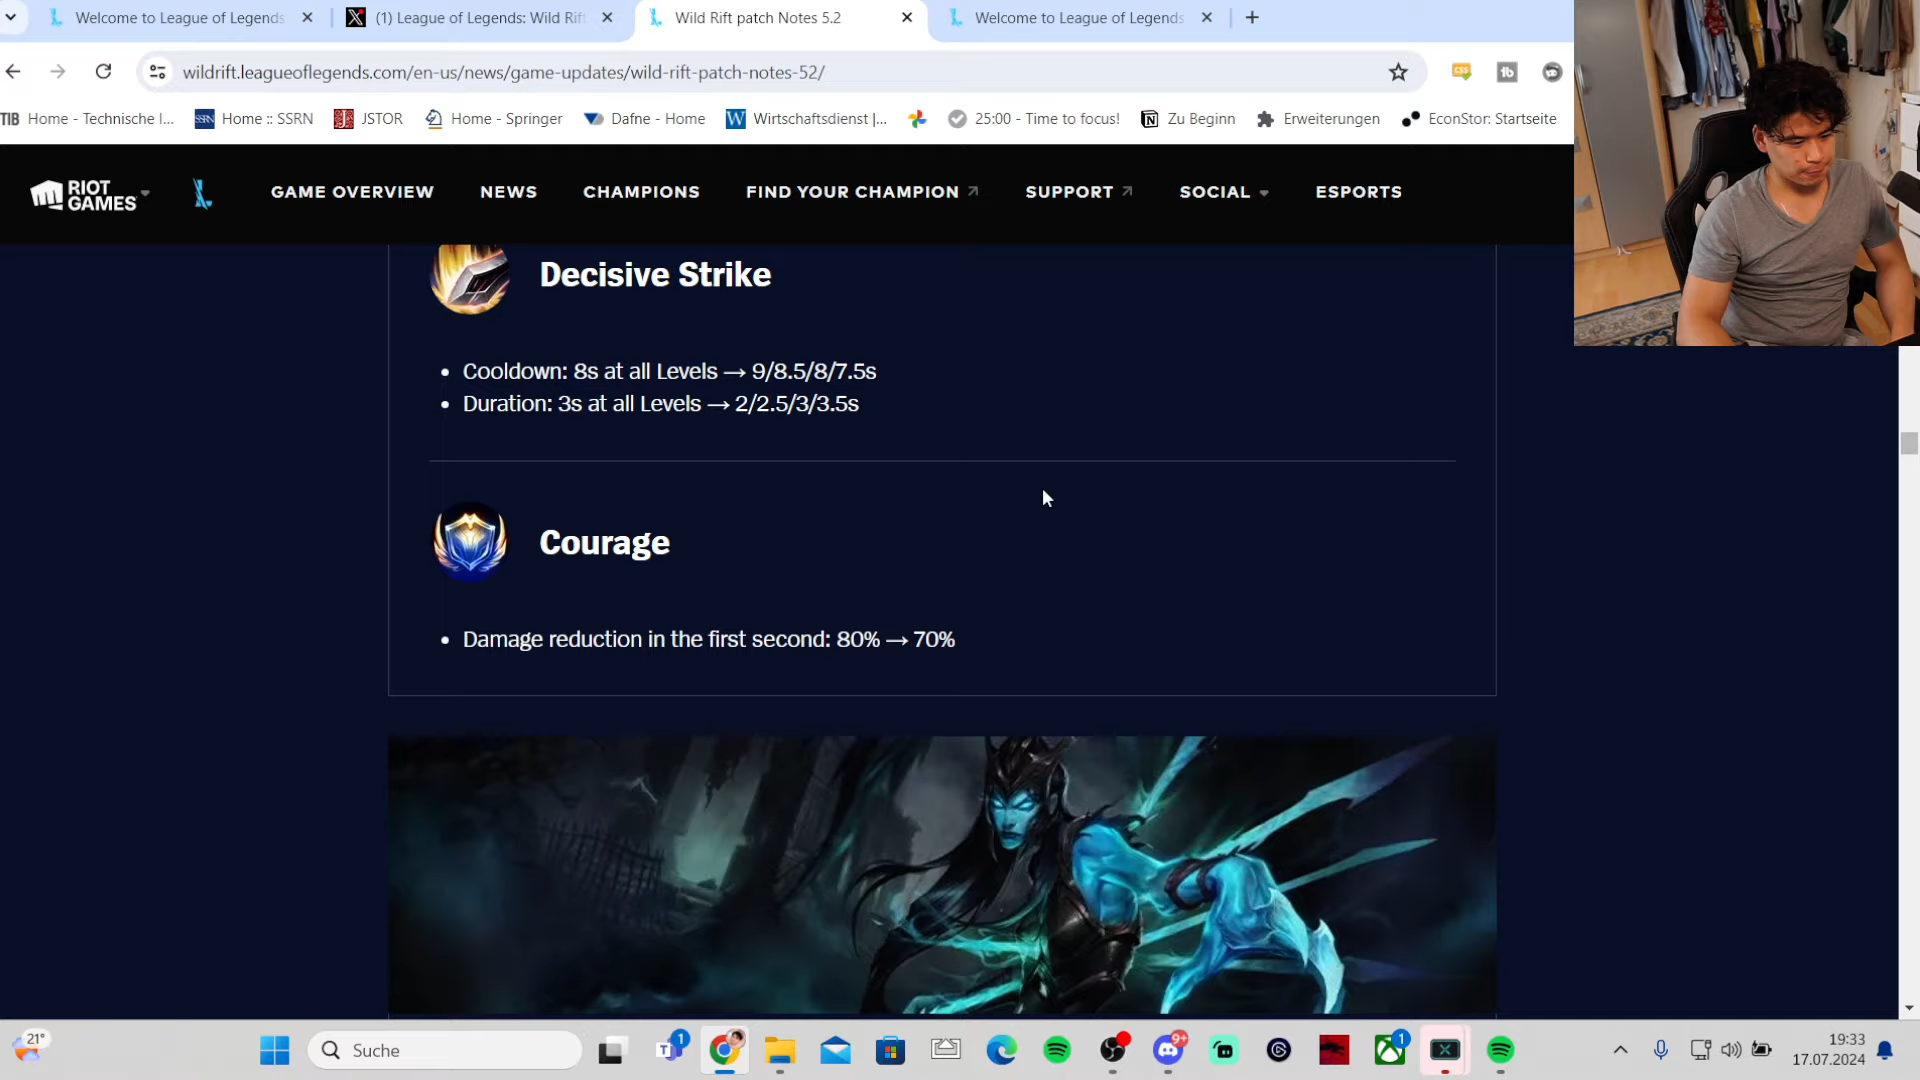 Welcome to League of Legends
(1) League of Legends: Wild Rift
Wild Rift patch Notes 5.2
Welcome to League of Legends
wildrift.leagueoflegends.com/en-us/news/game-updates/wild-rift-patch-notes-52/
TIB Home - Technische I...
SSRN Home :: SSRN
JSTOR
Home - Springer
Dafne - Home
W Wirtschaftsdienst |...
25:00 - Time to focus!
Zu Beginn
Erweiterungen
EconStor: Startseite
RIOT GAMES
GAME OVERVIEW
NEWS
CHAMPIONS
FIND YOUR CHAMPION
SUPPORT
SOCIAL
ESPORTS
Decisive Strike
• Cooldown: 8s at all Levels → 9/8.5/8/7.5s
• Duration: 3s at all Levels → 2/2.5/3/3.5s
Courage
• Damage reduction in the first second: 80% → 70%
21°
Suche
1
9+
1
19:33
17.07.2024